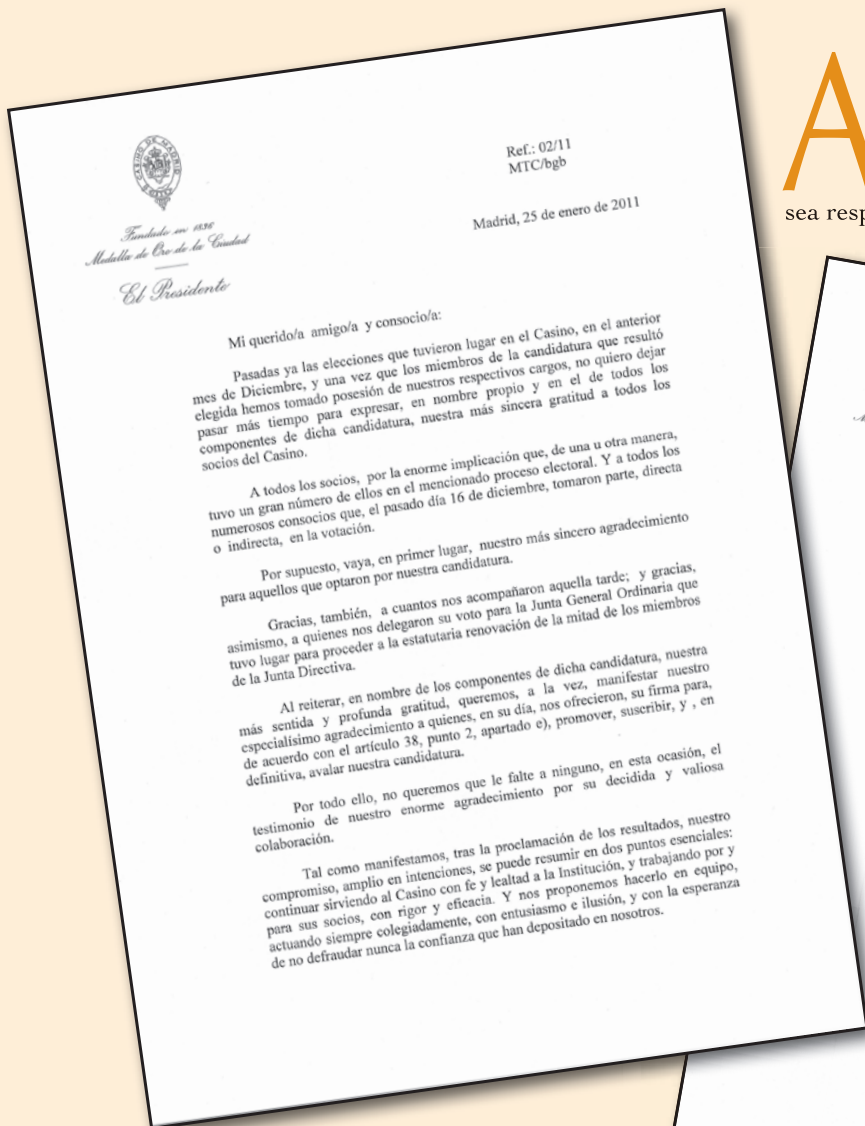 CASINO DE MADRID
Fundado en 1836
Medalla de Oro de la Ciudad
El Presidente
Ref.: 02/11
MTC/bgb
Madrid, 25 de enero de 2011
Mi querido/a amigo/a y consocio/a:
Pasadas ya las elecciones que tuvieron lugar en el Casino, en el anterior
mes de Diciembre, y una vez que los miembros de la candidatura que resultó
elegida hemos tomado posesión de nuestros respectivos cargos, no quiero dejar
pasar más tiempo para expresar, en nombre propio y en el de todos los
componentes de dicha candidatura, nuestra más sincera gratitud a todos los
socios del Casino.
A todos los socios, por la enorme implicación que, de una u otra manera,
tuvo un gran número de ellos en el mencionado proceso electoral. Y a todos los
numerosos consocios que, el pasado día 16 de diciembre, tomaron parte, directa
o indirecta, en la votación.
Por supuesto, vaya, en primer lugar, nuestro más sincero agradecimiento
para aquellos que optaron por nuestra candidatura.
Gracias, también, a cuantos nos acompañaron aquella tarde; y gracias,
asimismo, a quienes nos delegaron su voto para la Junta General Ordinaria que
tuvo lugar para proceder a la estatutaria renovación de la mitad de los miembros
de la Junta Directiva.
Al reiterar, en nombre de los componentes de dicha candidatura, nuestra
más sentida y profunda gratitud, queremos, a la vez, manifestar nuestro
especialísimo agradecimiento a quienes, en su día, nos ofrecieron, su firma para,
de acuerdo con el artículo 38, punto 2, apartado e), promover, suscribir, y , en
definitiva, avalar nuestra candidatura.
Por todo ello, no queremos que le falte a ninguno, en esta ocasión, el
testimonio de nuestro enorme agradecimiento por su decidida y valiosa
colaboración.
Tal como manifestamos, tras la proclamación de los resultados, nuestro
compromiso, amplio en intenciones, se puede resumir en dos puntos esenciales:
continuar sirviendo al Casino con fe y lealtad a la Institución, y trabajando por y
para sus socios, con rigor y eficacia. Y nos proponemos hacerlo en equipo,
actuando siempre colegiadamente, con entusiasmo e ilusión, y con la esperanza
de no defraudar nunca la confianza que han depositado en nosotros.
A
sea resp